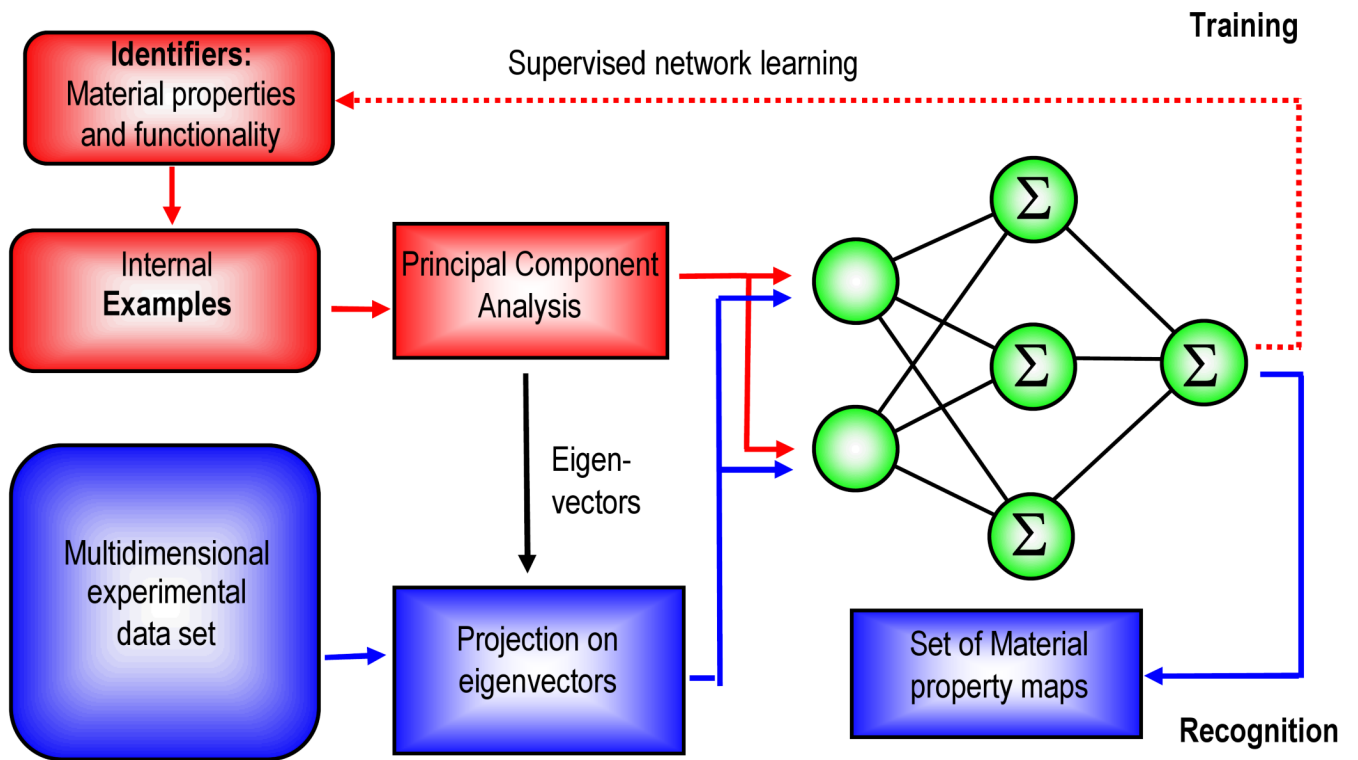 Training
Identifiers:
Material properties
and functionality
Supervised network learning
Internal
Examples
Principal Component
Analysis
Σ
Σ
Σ
Σ
Eigen-
vectors
Multidimensional
experimental
data set
Projection on
eigenvectors
Set of Material
property maps
Recognition